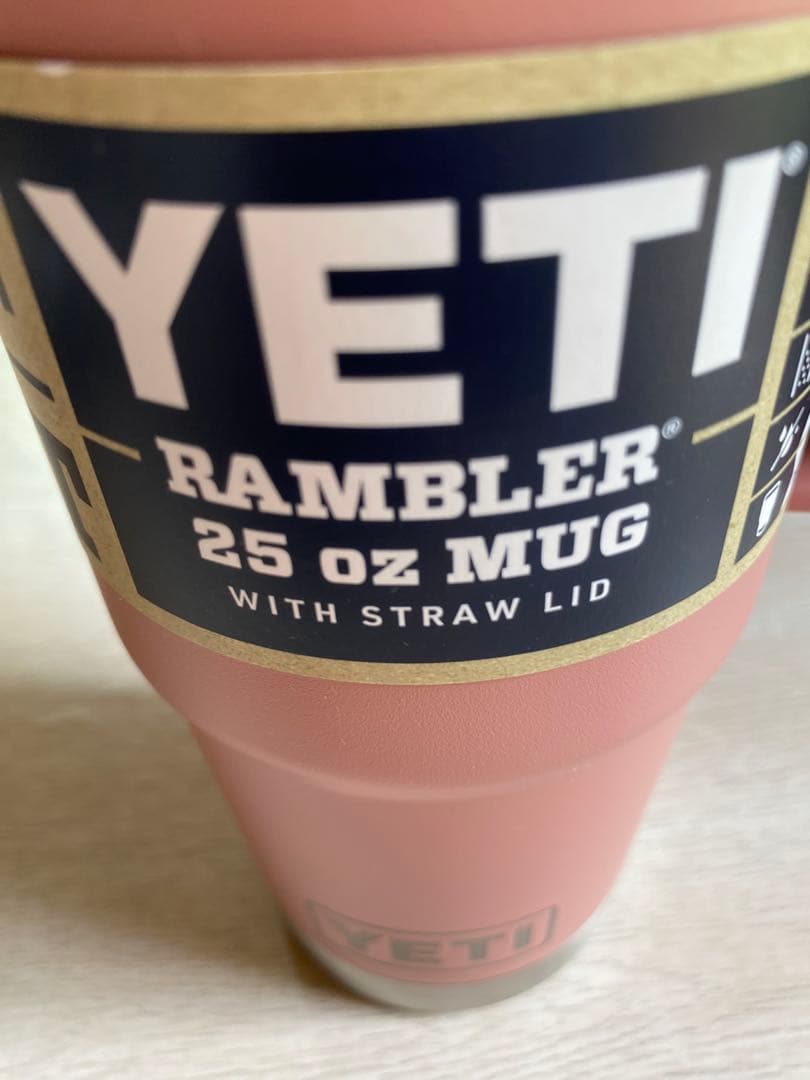 YETI®
RAMBLER®
25 oz MUG
WITH STRAW LID
YETI